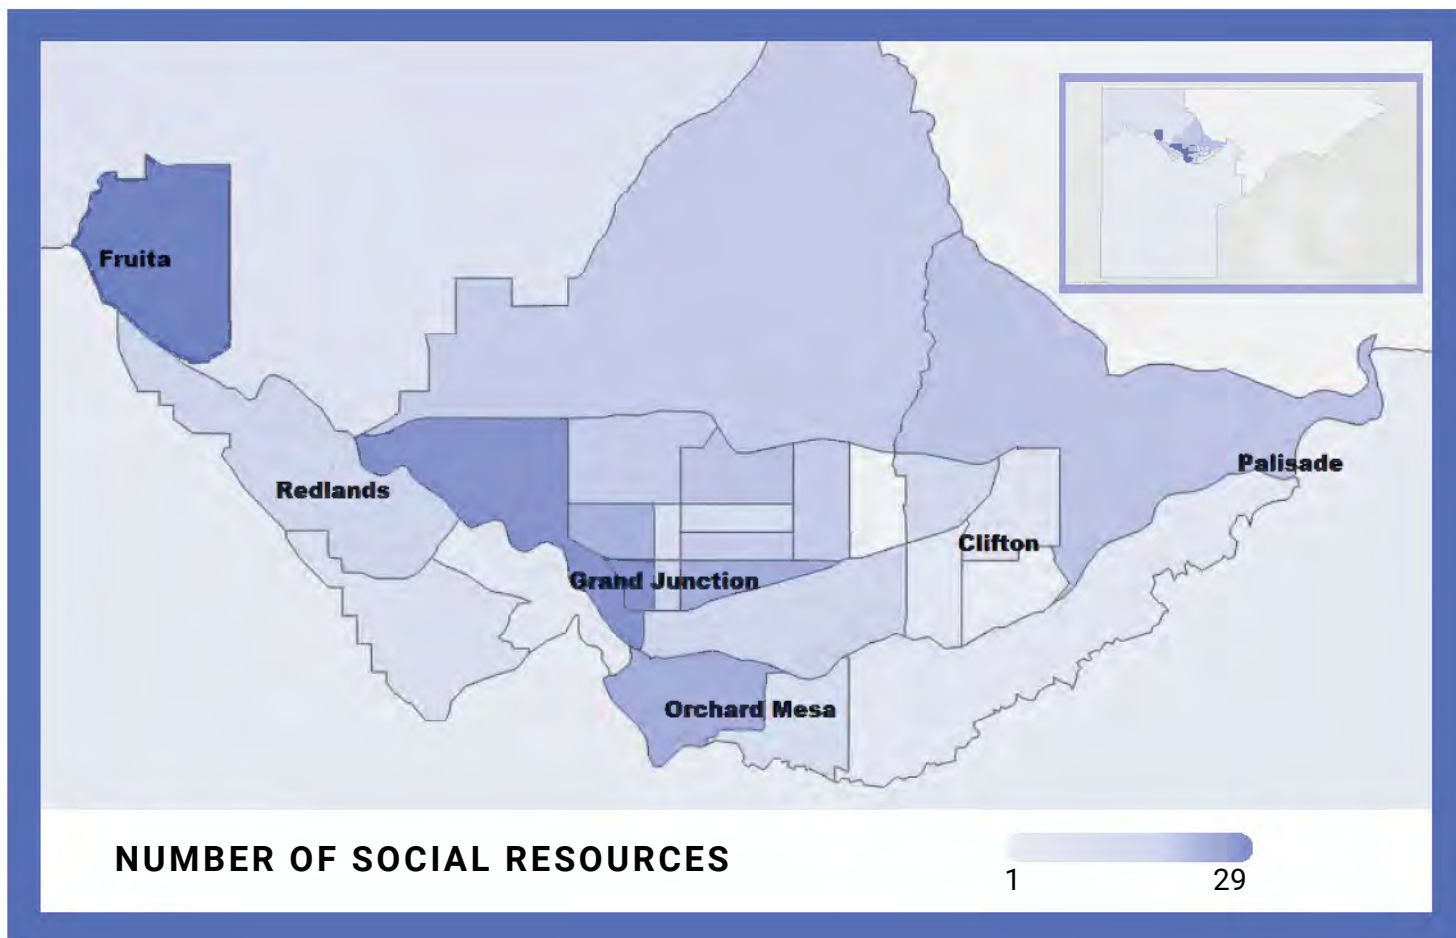 Fruita
Redlands
Palisade
Clifton
Grand Junction
Orchard Mesa
NUMBER OF SOCIAL RESOURCES
1 29